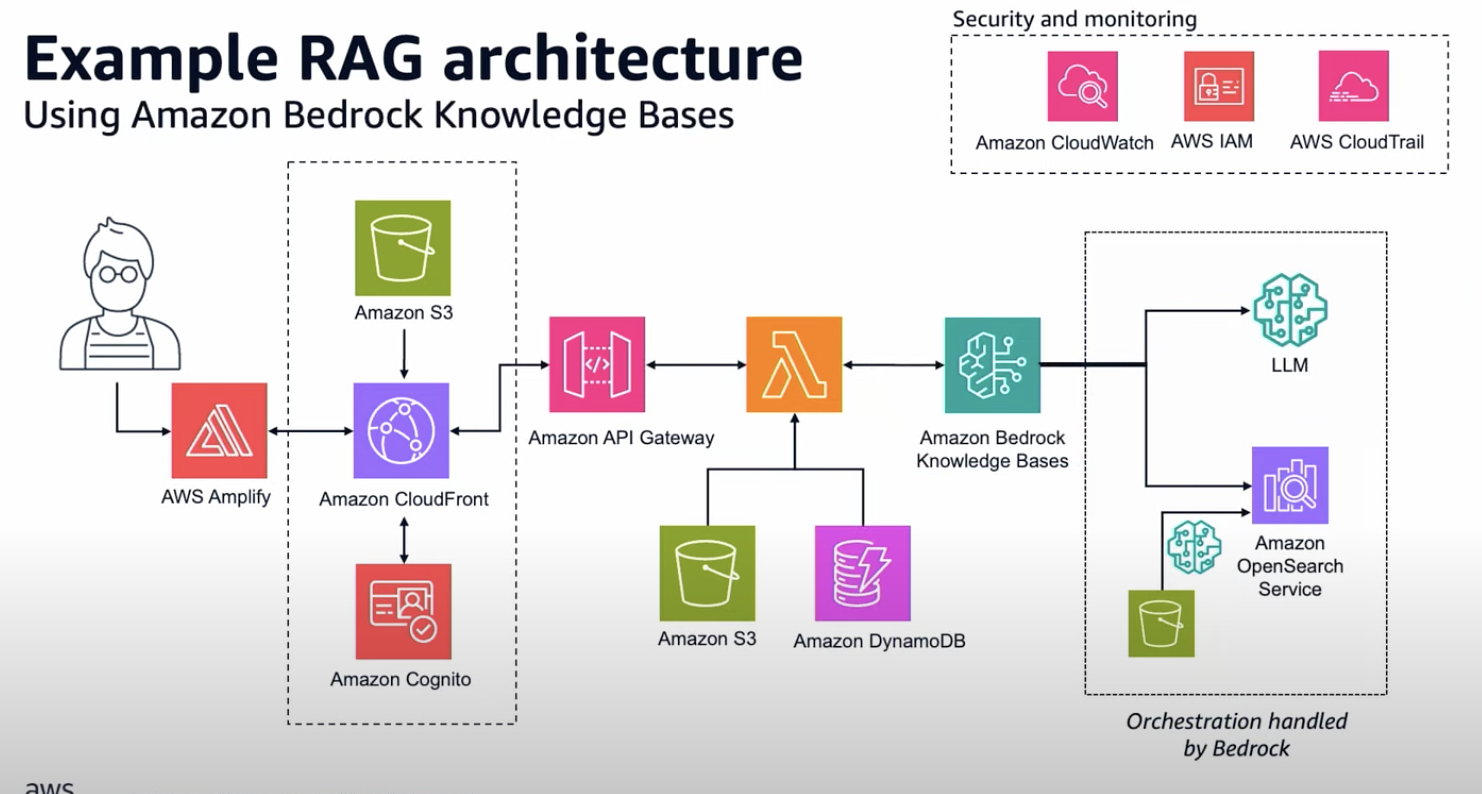 Example RAG architecture
Using Amazon Bedrock Knowledge Bases
Security and monitoring
Amazon CloudWatch
AWS IAM
AWS CloudTrail
Amazon S3
AWS Amplify
Amazon CloudFront
Amazon Cognito
Amazon API Gateway
Amazon S3
Amazon DynamoDB
Amazon Bedrock
Knowledge Bases
LLM
Amazon
OpenSearch
Service
Orchestration handled
by Bedrock
aws